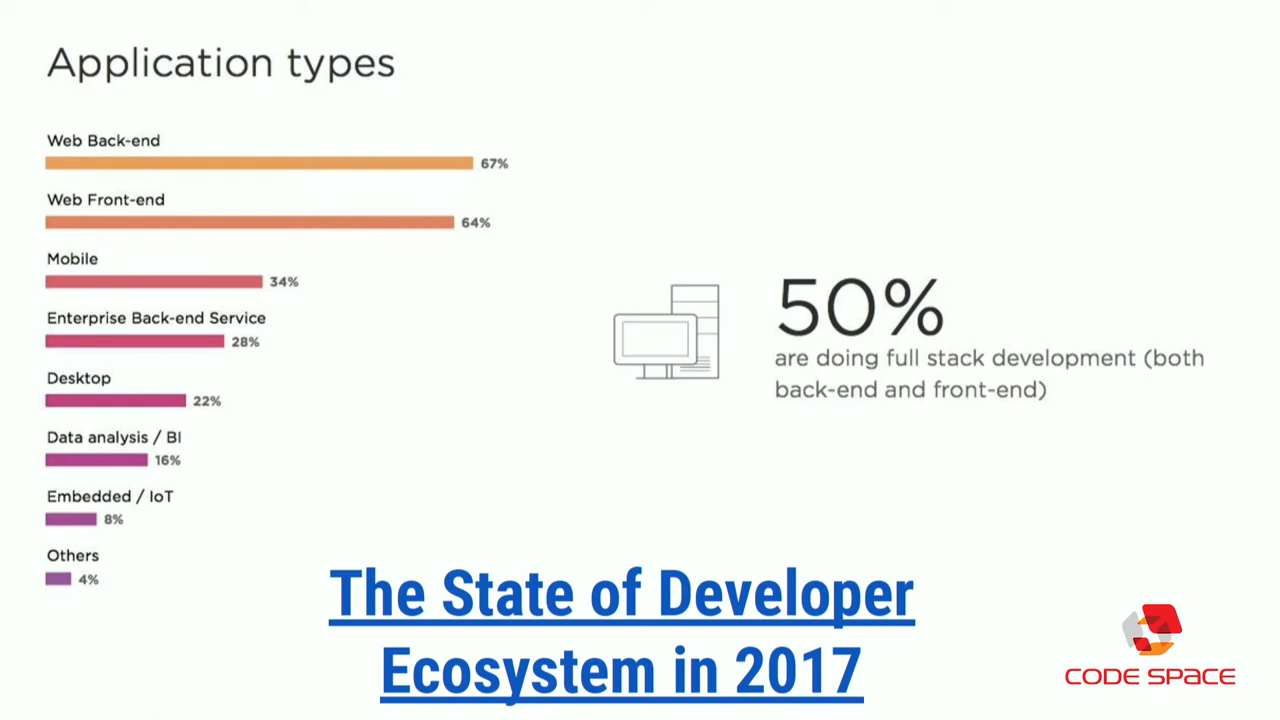 Application types
Web Back-end
67%
Web Front-end
64%
Mobile
34%
Enterprise Back-end Service
28%
Desktop
22%
Data analysis / BI
16%
Embedded / IoT
8%
Others
4%
50%
are doing full stack development (both
back-end and front-end)
The State of Developer
Ecosystem in 2017
CODE SPACE